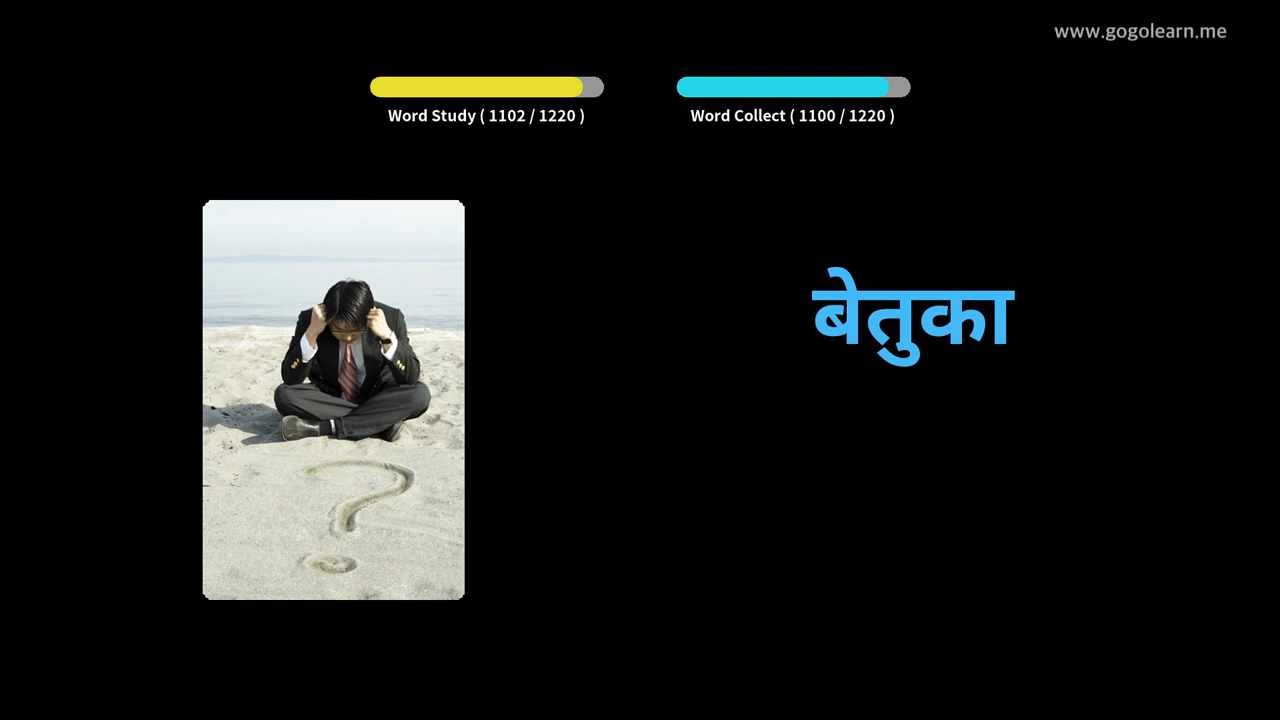 www.gogolearn.me
Word Study ( 1102 / 1220 )
Word Collect ( 1100 / 1220 )
बेतुका
?